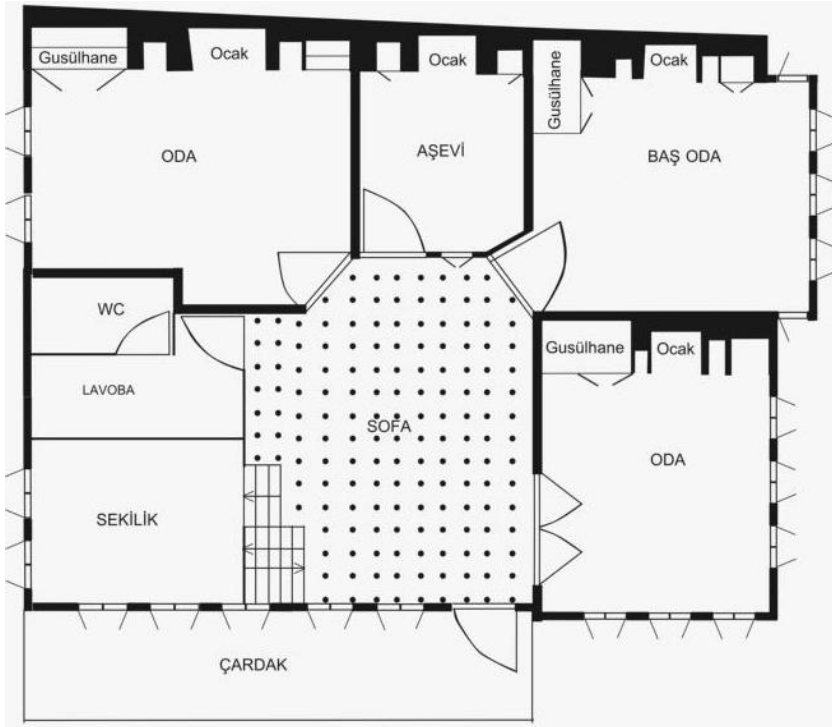 Gusülhane
Ocak
Ocak
Gusülhane
Ocak
ODA
AŞEVİ
BAŞ ODA
WC
Gusülhane
Ocak
LAVOBA
SOFA
ODA
SEKİLİK
ÇARDAK